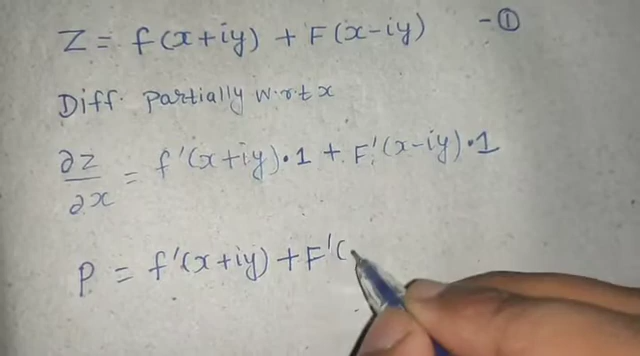 Z = f(x+iy) + F(x-iy) -①
Diff. Partially w.r.t x
∂z/∂x = f'(x+iy)•1 + F'(x-iy)•1
P = f'(x+iy) + F'(